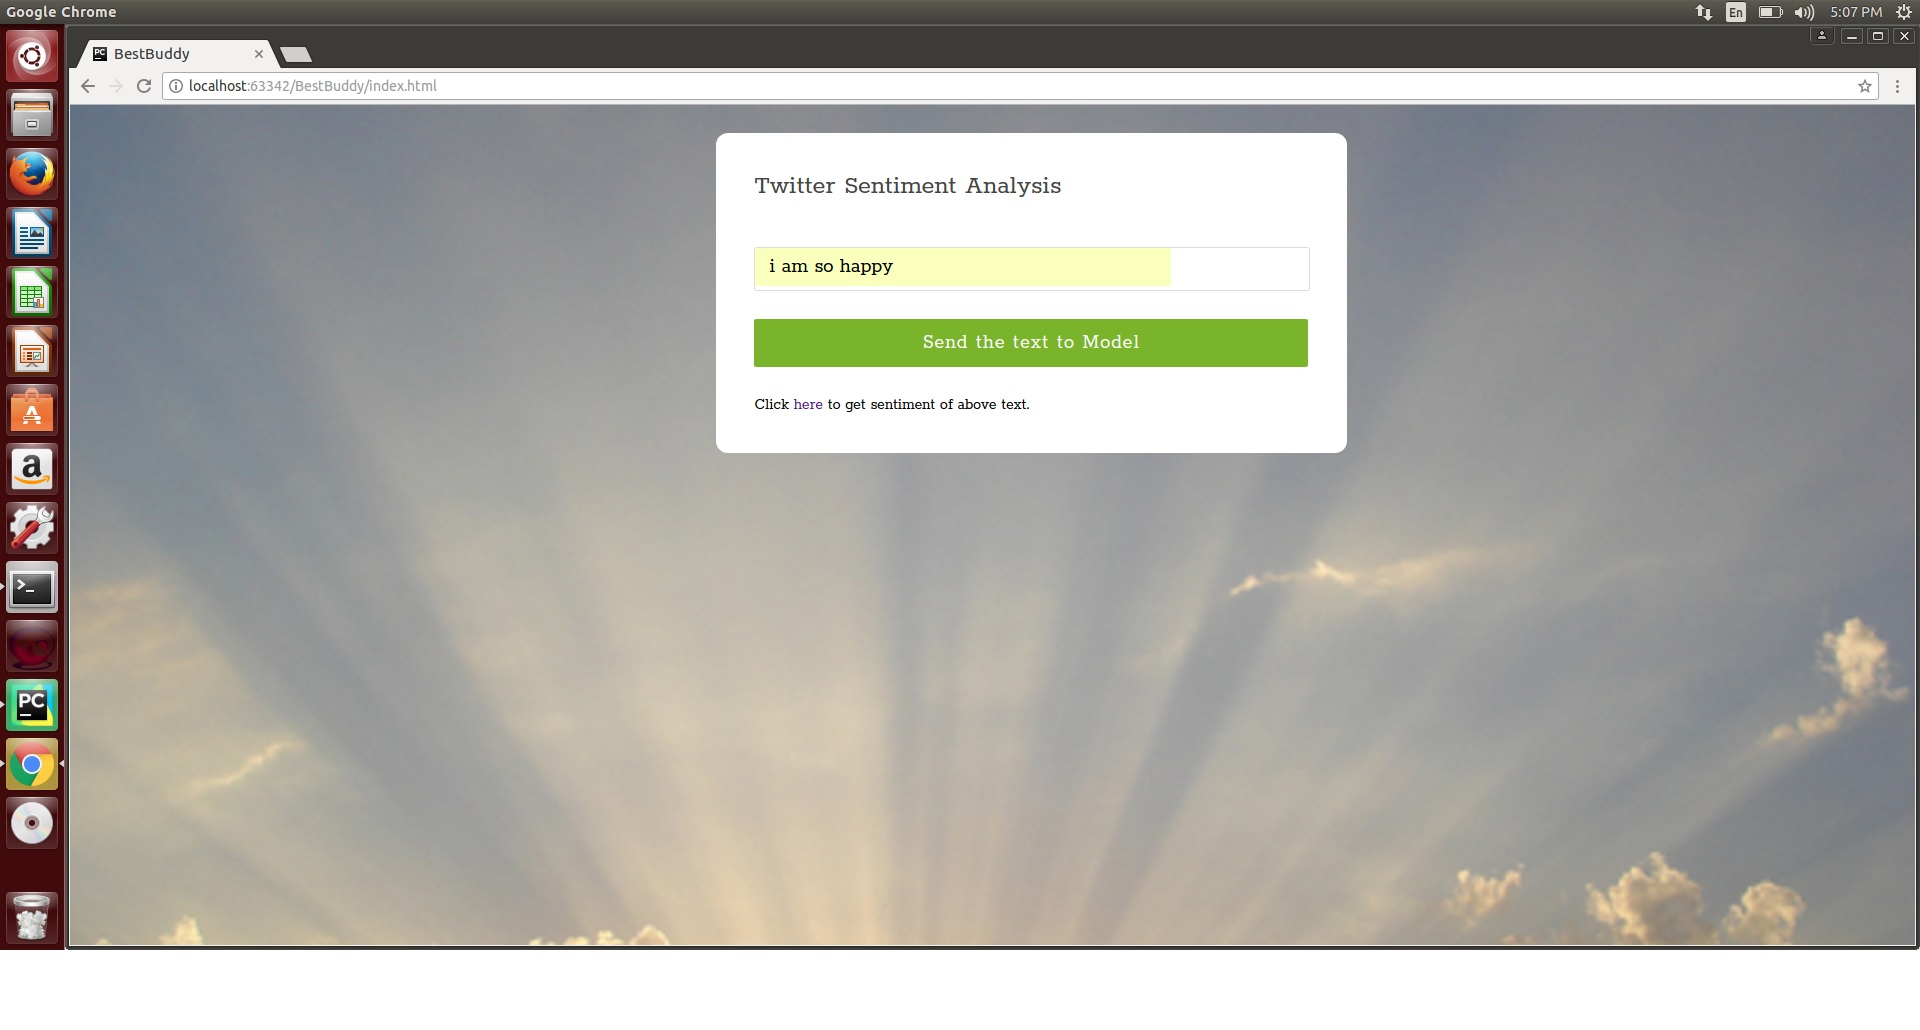 Google Chrome
En
5:07 PM
PC
BestBuddy
localhost:63342/BestBuddy/index.html
Twitter Sentiment Analysis
i am so happy
Send the text to Model
Click here to get sentiment of above text.
A
a
>_
PC